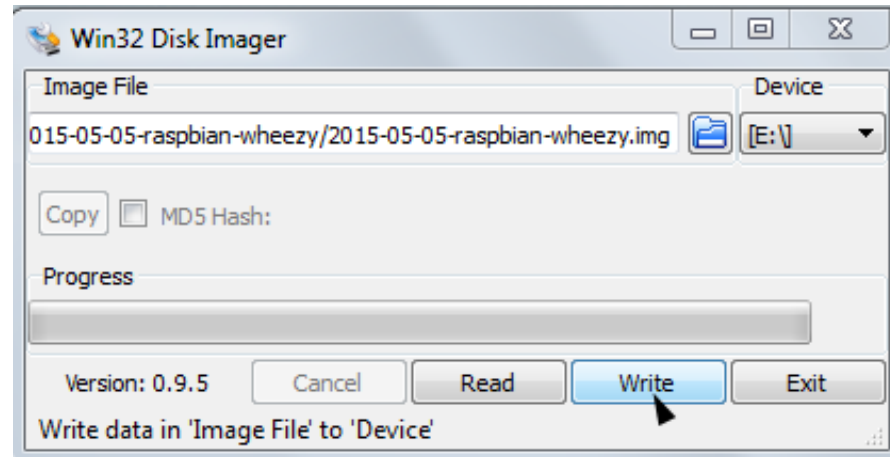 Win32 Disk Imager
Image File
Device
015-05-05-raspbian-wheezy/2015-05-05-raspbian-wheezy.img
[E:\]
Copy
MD5 Hash:
Progress
Version: 0.9.5
Cancel
Read
Write
Exit
Write data in 'Image File' to 'Device'